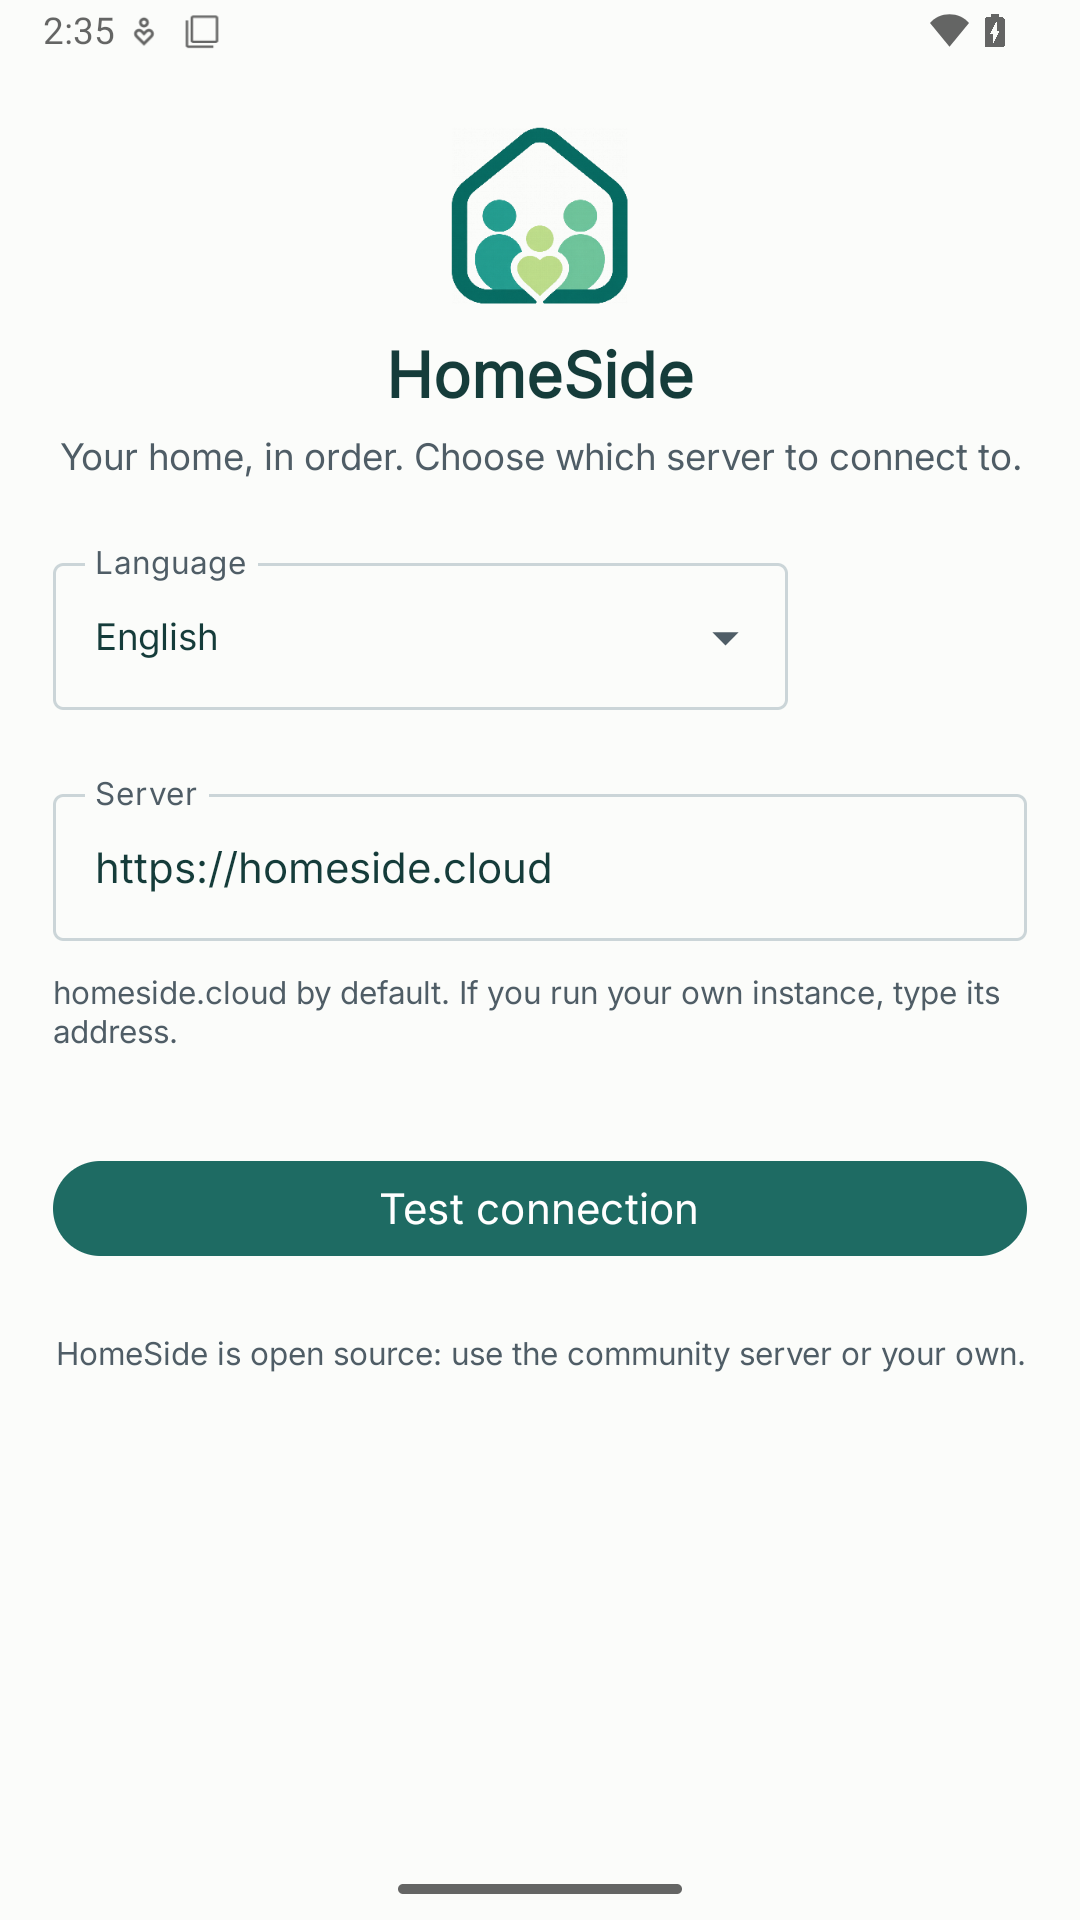 2:35
HomeSide
Your home, in order. Choose which server to connect to.
Language
English
Server
https://homeside.cloud
homeside.cloud by default. If you run your own instance, type its
address.
Test connection
HomeSide is open source: use the community server or your own.